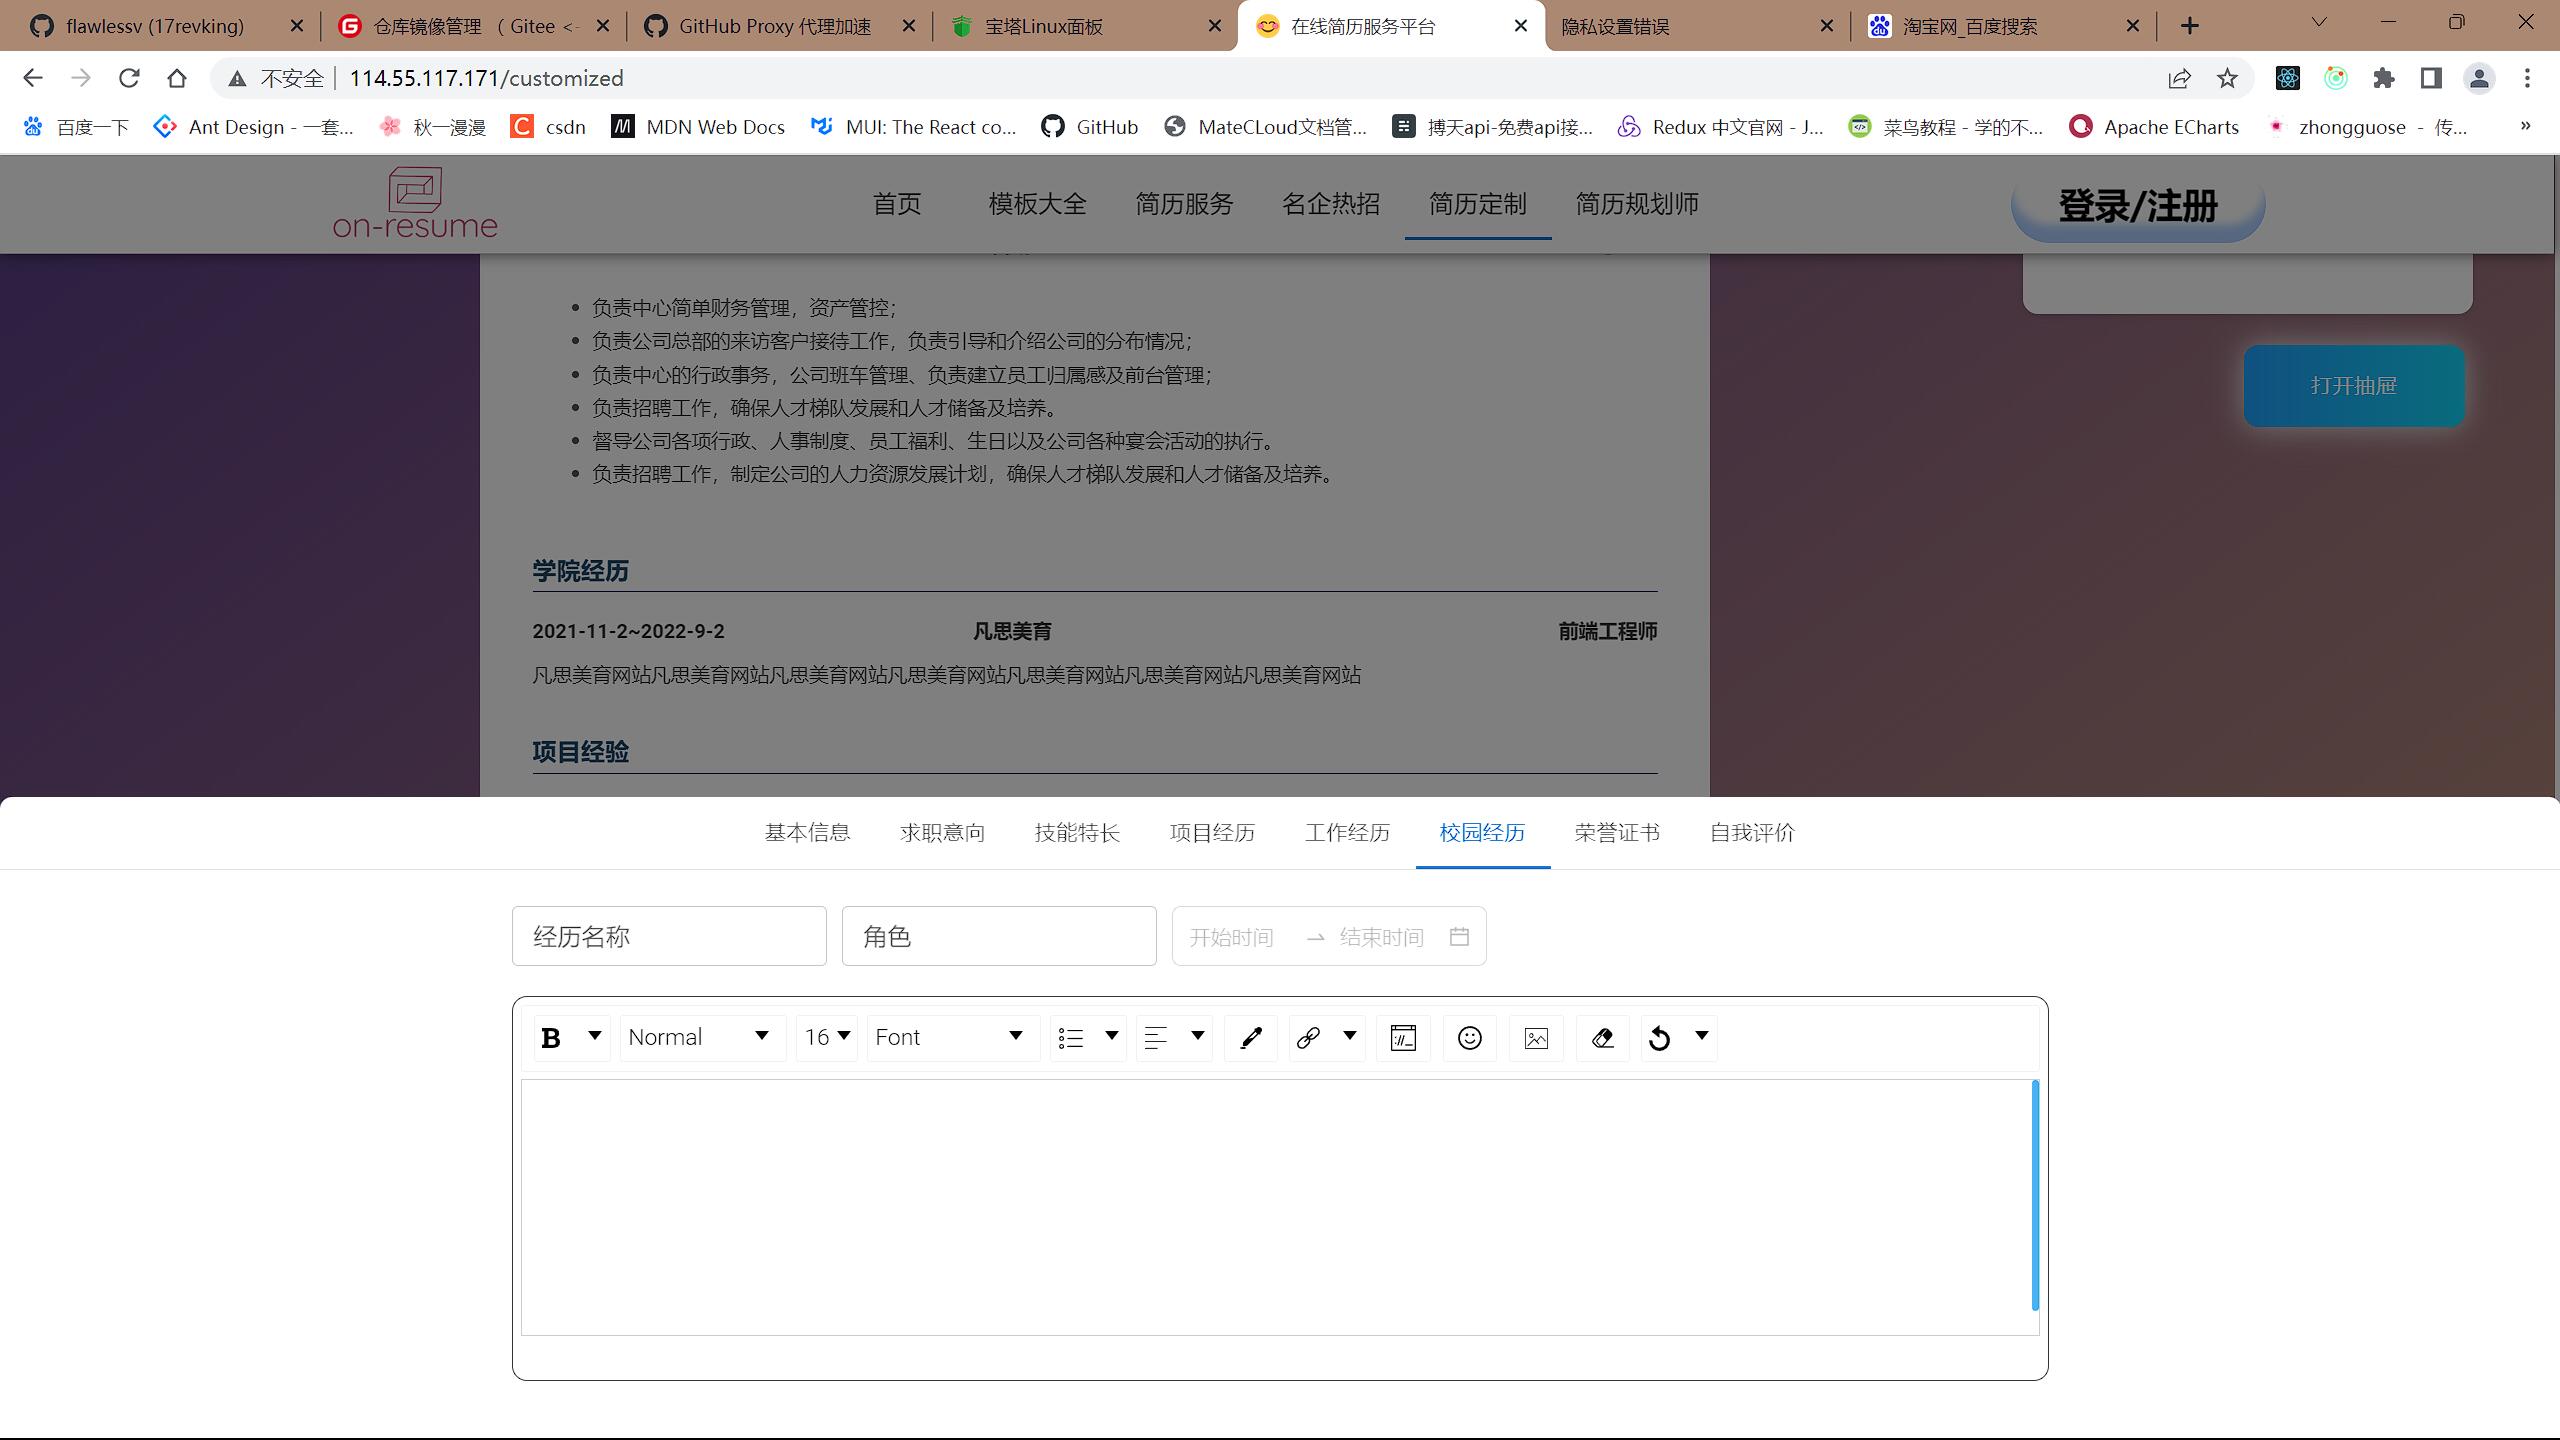 flawlessv (17revking)
仓库镜像管理 （ Gitee <-
GitHub Proxy 代理加速
宝塔Linux面板
在线简历服务平台
隐私设置错误
淘宝网_百度搜索
不安全 114.55.117.171/customized
百度一下
Ant Design - 一套...
秋一漫漫
csdn
MDN Web Docs
MUI: The React co...
GitHub
MateCLoud文档管...
搏天api-免费api接...
Redux 中文官网 - J...
菜鸟教程 - 学的不...
Apache ECharts
zhongguose - 传...
»
on-resume
首页
模板大全
简历服务
名企热招
简历定制
简历规划师
登录/注册
负责中心简单财务管理，资产管控；
负责公司总部的来访客户接待工作，负责引导和介绍公司的分布情况；
负责中心的行政事务，公司班车管理、负责建立员工归属感及前台管理；
负责招聘工作，确保人才梯队发展和人才储备及培养。
督导公司各项行政、人事制度、员工福利、生日以及公司各种宴会活动的执行。
负责招聘工作，制定公司的人力资源发展计划，确保人才梯队发展和人才储备及培养。
打开抽屉
学院经历
2021-11-2~2022-9-2 凡思美育 前端工程师
凡思美育网站凡思美育网站凡思美育网站凡思美育网站凡思美育网站凡思美育网站凡思美育网站
项目经验
基本信息
求职意向
技能特长
项目经历
工作经历
校园经历
荣誉证书
自我评价
经历名称
角色
开始时间 → 结束时间
B Normal 16 Font